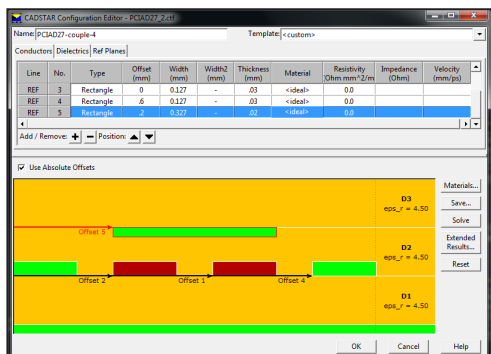 CADSTAR Configuration Editor - PCIAD27_2.ctf
Name: PCIAD27-couple-4 Template: <custom>
Conductors Dielectrics Ref Planes
Line No. Type Offset (mm) Width (mm) Width2 (mm) Thickness (mm) Material Resistivity (Ohm mm^2/m Impedance (Ohm) Velocity (mm/ps)
REF 3 Rectangle 0 0.127 - .03 <ideal> 0.0
REF 4 Rectangle .6 0.127 - .03 <ideal> 0.0
REF 5 Rectangle .2 0.327 - .02 <ideal> 0.0
Add / Remove: + − Position:
Use Absolute Offsets
Materials...
D3
eps_r = 4.50
Save...
Solve
Offset 5
Extended Results...
D2
eps_r = 4.50
Reset
Offset 2 Offset 1 Offset 4
D1
eps_r = 4.50
OK Cancel Help